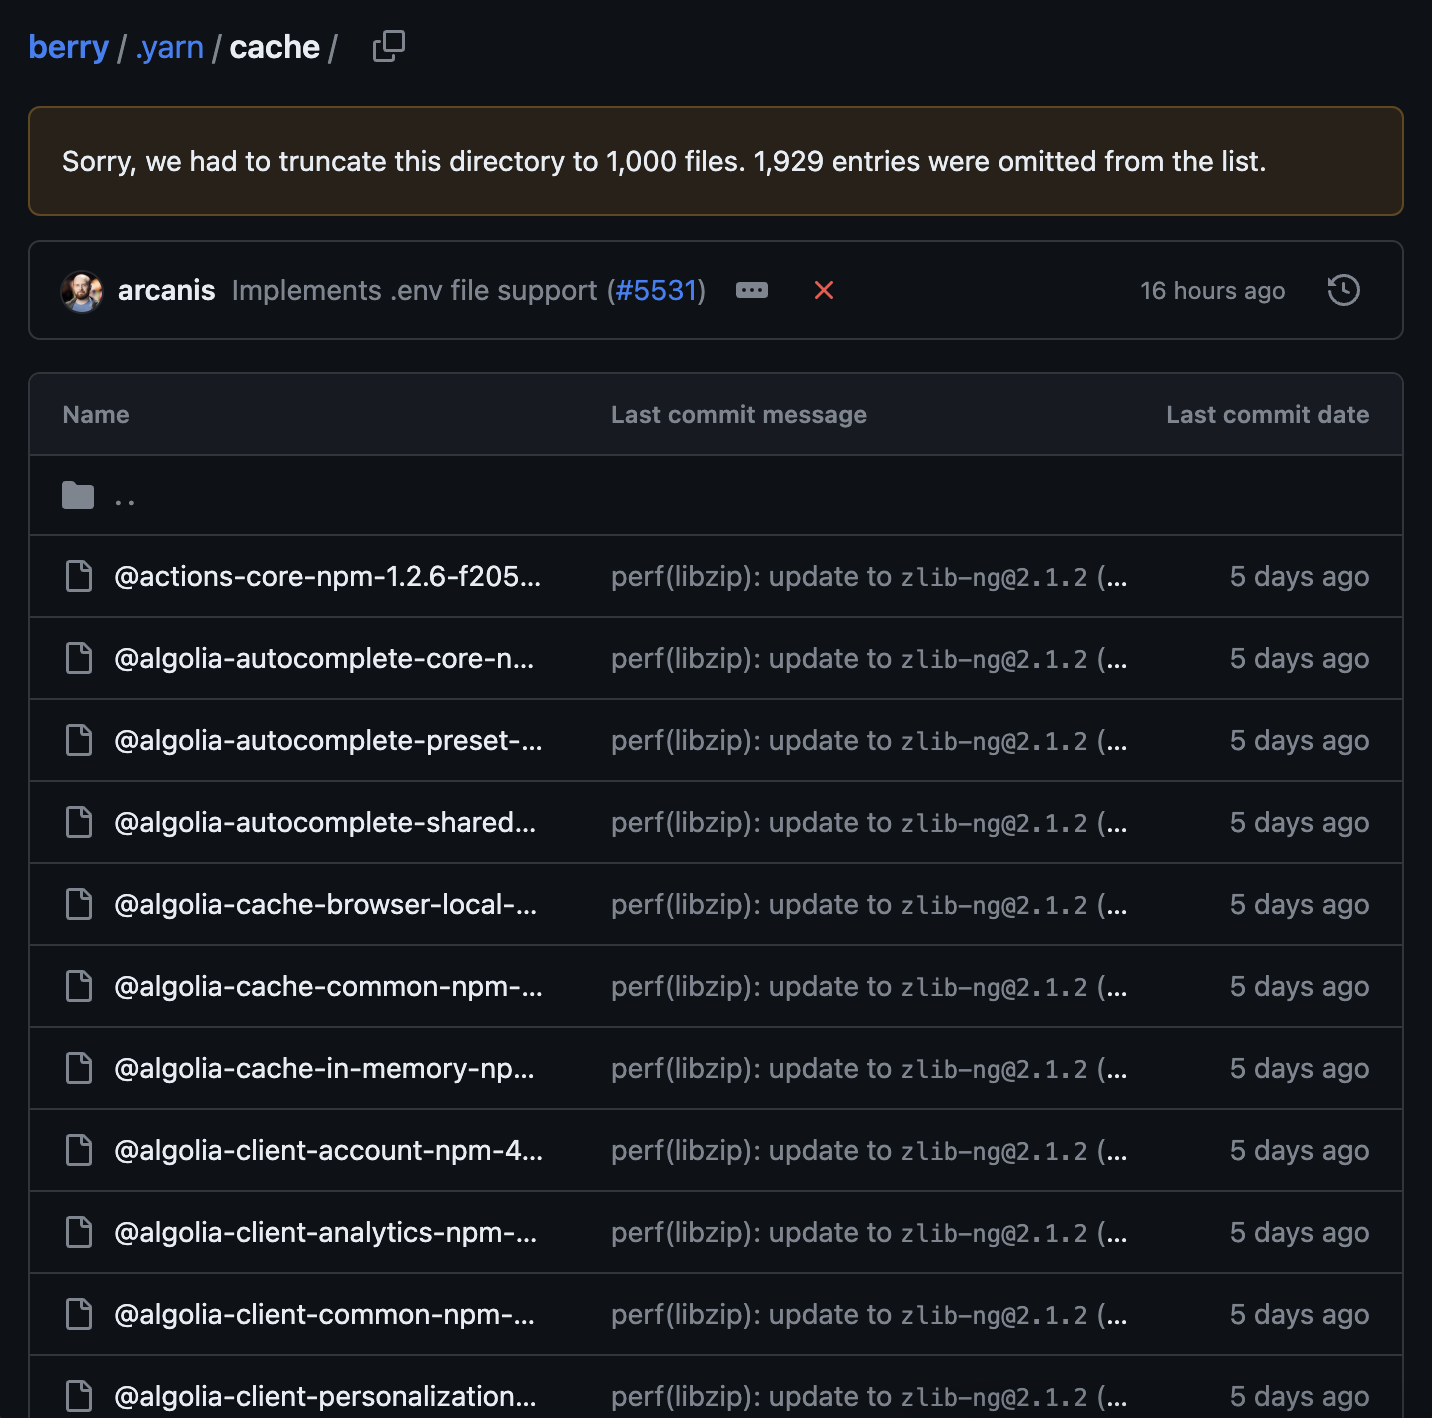 berry / .yarn / cache /
Sorry, we had to truncate this directory to 1,000 files. 1,929 entries were omitted from the list.
arcanis Implements .env file support (#5531) 16 hours ago
Name Last commit message Last commit date
..
@actions-core-npm-1.2.6-f205... perf(libzip): update to zlib-ng@2.1.2 (... 5 days ago
@algolia-autocomplete-core-n... perf(libzip): update to zlib-ng@2.1.2 (... 5 days ago
@algolia-autocomplete-preset-... perf(libzip): update to zlib-ng@2.1.2 (... 5 days ago
@algolia-autocomplete-shared... perf(libzip): update to zlib-ng@2.1.2 (... 5 days ago
@algolia-cache-browser-local-... perf(libzip): update to zlib-ng@2.1.2 (... 5 days ago
@algolia-cache-common-npm-... perf(libzip): update to zlib-ng@2.1.2 (... 5 days ago
@algolia-cache-in-memory-np... perf(libzip): update to zlib-ng@2.1.2 (... 5 days ago
@algolia-client-account-npm-4... perf(libzip): update to zlib-ng@2.1.2 (... 5 days ago
@algolia-client-analytics-npm-... perf(libzip): update to zlib-ng@2.1.2 (... 5 days ago
@algolia-client-common-npm-... perf(libzip): update to zlib-ng@2.1.2 (... 5 days ago
@algolia-client-personalization... perf(libzip): update to zlib-ng@2.1.2 (... 5 days ago